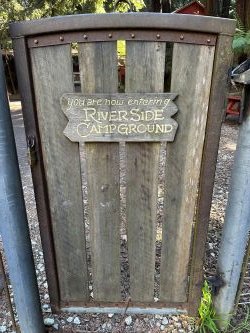 you are now entering
RIVERSIDE
CAMPGROUND